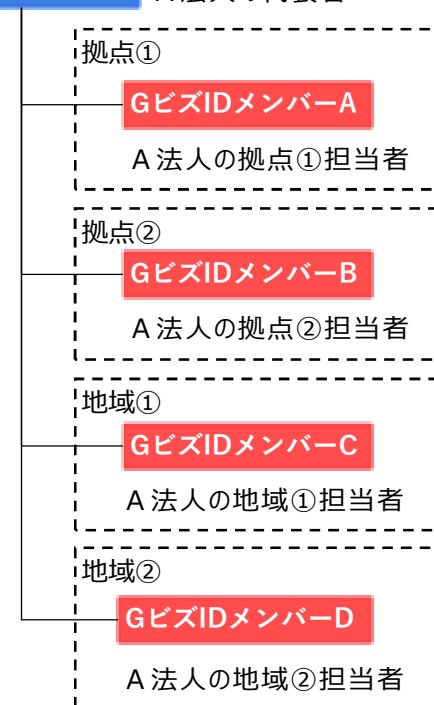 拠点①
GビズIDメンバーA
A法人の拠点①担当者
拠点②
GビズIDメンバーB
A法人の拠点②担当者
地域①
GビズIDメンバーC
A法人の地域①担当者
地域②
GビズIDメンバーD
A法人の地域②担当者